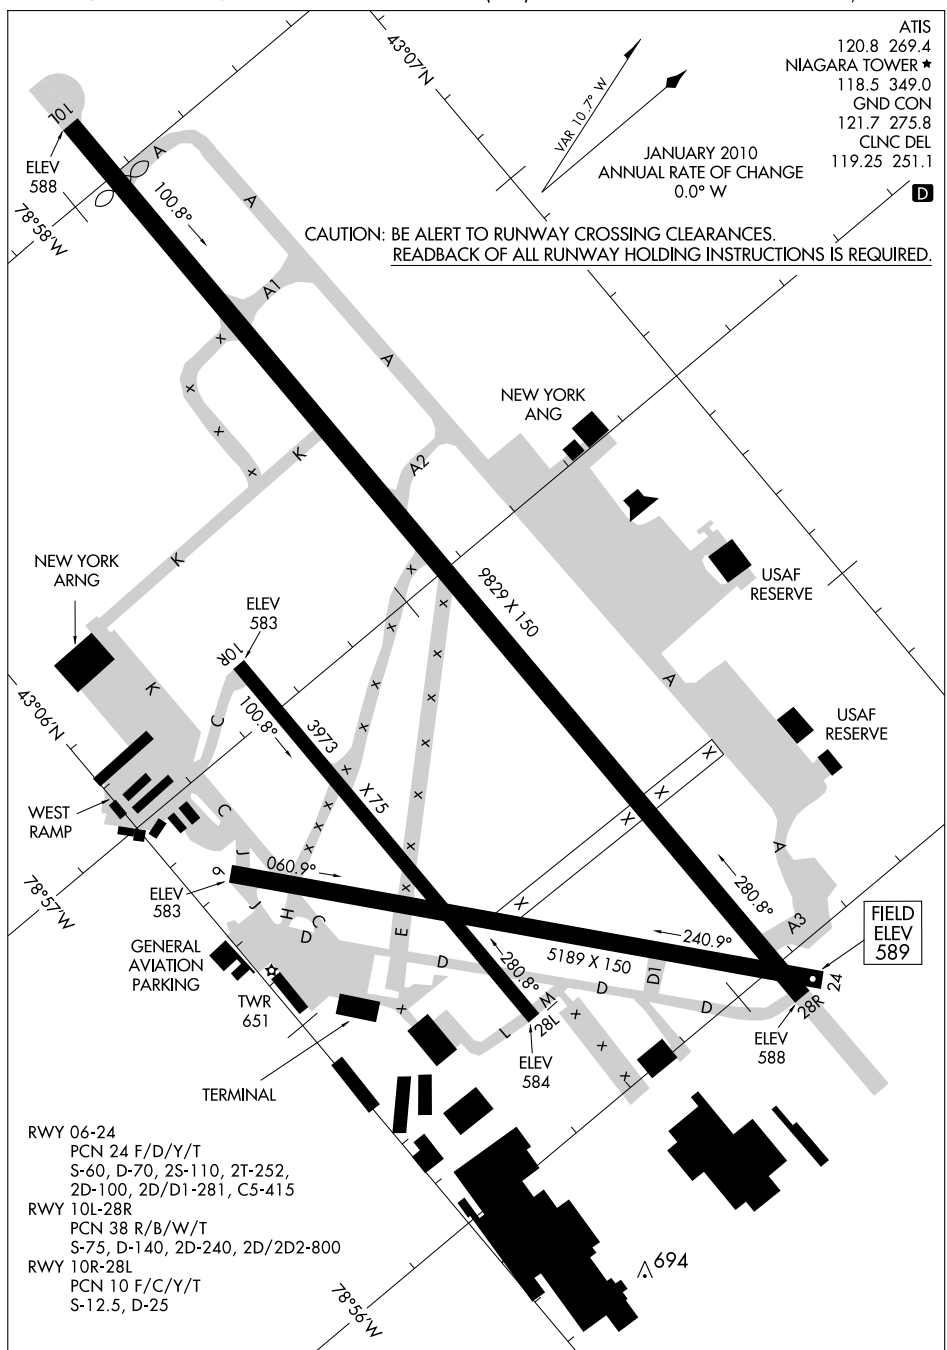 ATIS
120.8 269.4
NIAGARA TOWER ★
118.5 349.0
GND CON
121.7 275.8
CLNC DEL
119.25 251.1
D
43°07'N
VAR 10.7° W
JANUARY 2010
ANNUAL RATE OF CHANGE
0.0° W
CAUTION: BE ALERT TO RUNWAY CROSSING CLEARANCES.
READBACK OF ALL RUNWAY HOLDING INSTRUCTIONS IS REQUIRED.
10L
ELEV
588
A
100.8°
78°58'W
A
A1
A
NEW YORK
ANG
K
A2
K
NEW YORK
ARNG
9829 X 150
USAF
RESERVE
ELEV
583
10R
K
43°06'N
C
100.8°
3973 X 75
A
USAF
RESERVE
X
X
X
X
WEST
RAMP
C
J
9
060.9°
A
280.8°
78°57'W
ELEV
583
J
H
C
D
E
A3
FIELD
ELEV
589
240.9°
5189 X 150
GENERAL
AVIATION
PARKING
D
280.8°
D1
D
D
24
28R
TWR
651
M
28L
L
ELEV
588
ELEV
584
TERMINAL
RWY 06-24
PCN 24 F/D/Y/T
S-60, D-70, 2S-110, 2T-252,
2D-100, 2D/D1-281, C5-415
RWY 10L-28R
PCN 38 R/B/W/T
S-75, D-140, 2D-240, 2D/2D2-800
RWY 10R-28L
PCN 10 F/C/Y/T
S-12.5, D-25
694
78°56'W